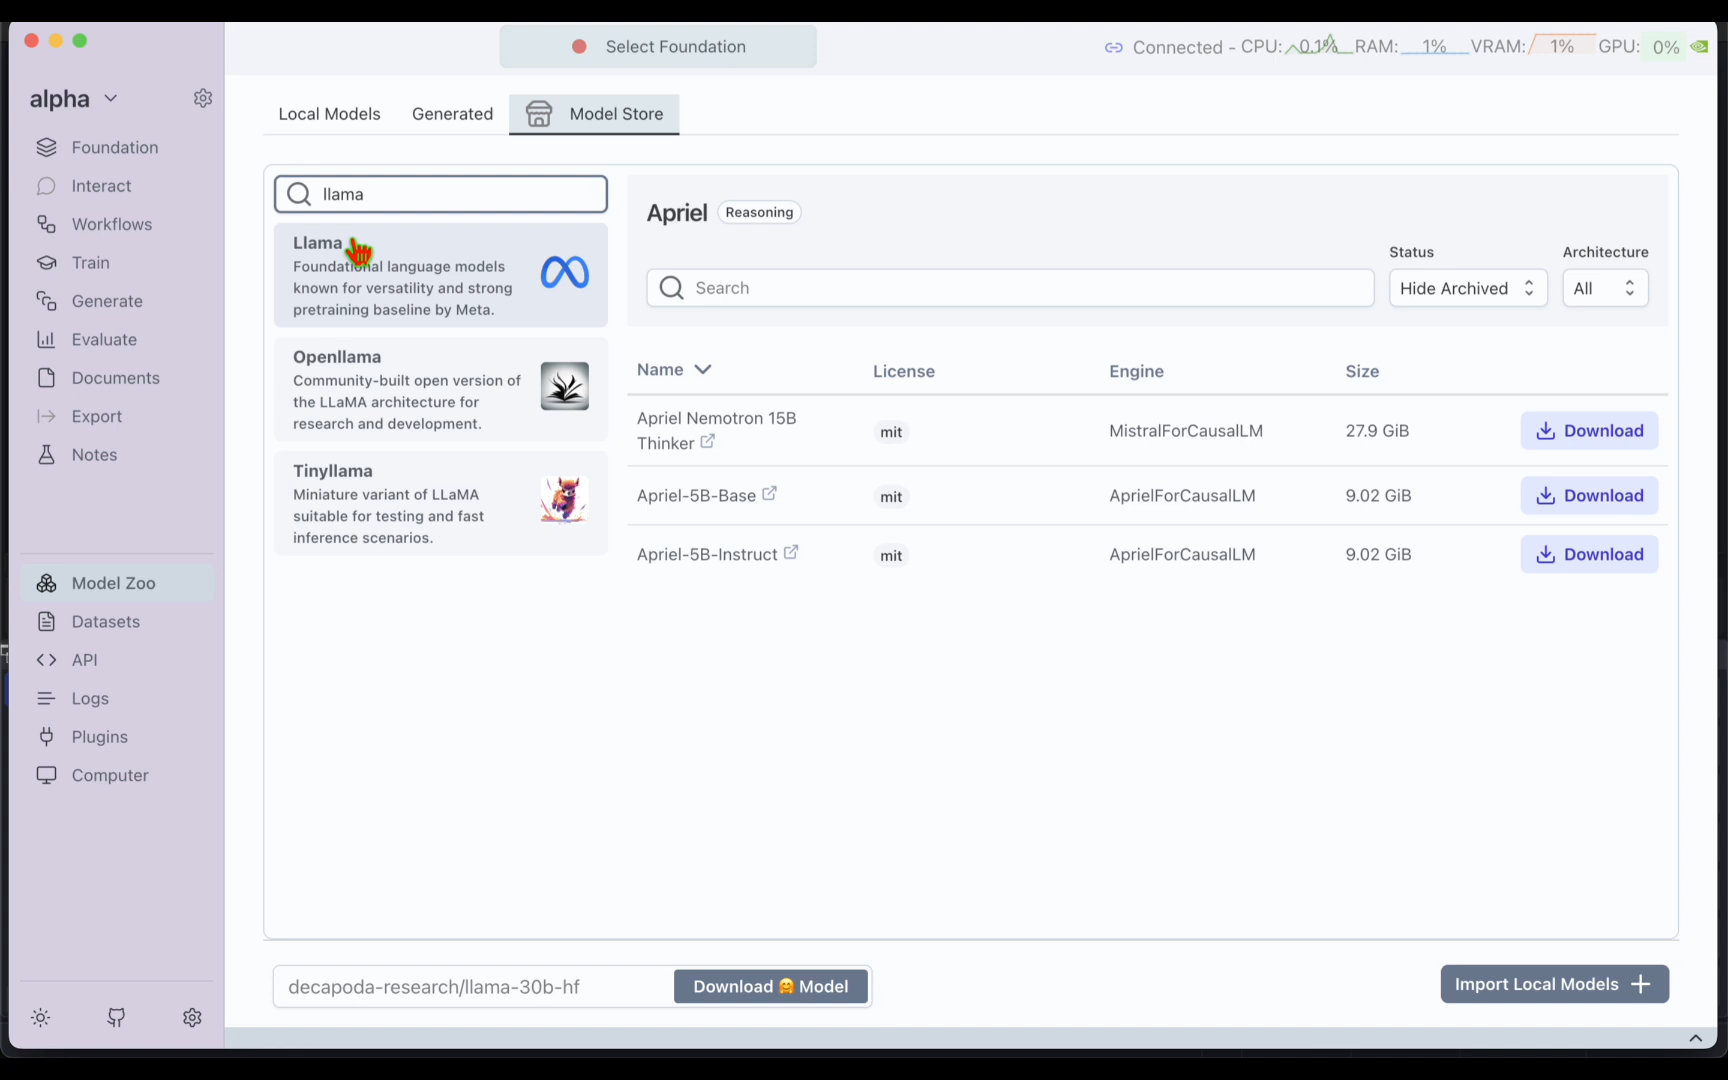 Select Foundation
Connected - CPU: 0.1% RAM: 1% VRAM: 1% GPU: 0%
alpha
Foundation
Interact
Workflows
Train
Generate
Evaluate
Documents
Export
Notes
Model Zoo
Datasets
API
Logs
Plugins
Computer
Local Models Generated Model Store
llama
Llama
Foundational language models
known for versatility and strong
pretraining baseline by Meta.
Openllama
Community-built open version of
the LLaMA architecture for
research and development.
Tinyllama
Miniature variant of LLaMA
suitable for testing and fast
inference scenarios.
Apriel Reasoning
Status Architecture
Search Hide Archived All
Name License Engine Size
Apriel Nemotron 15B
Thinker mit MistralForCausalLM 27.9 GiB Download
Apriel-5B-Base mit AprielForCausalLM 9.02 GiB Download
Apriel-5B-Instruct mit AprielForCausalLM 9.02 GiB Download
decapoda-research/llama-30b-hf Download 🤗 Model
Import Local Models +